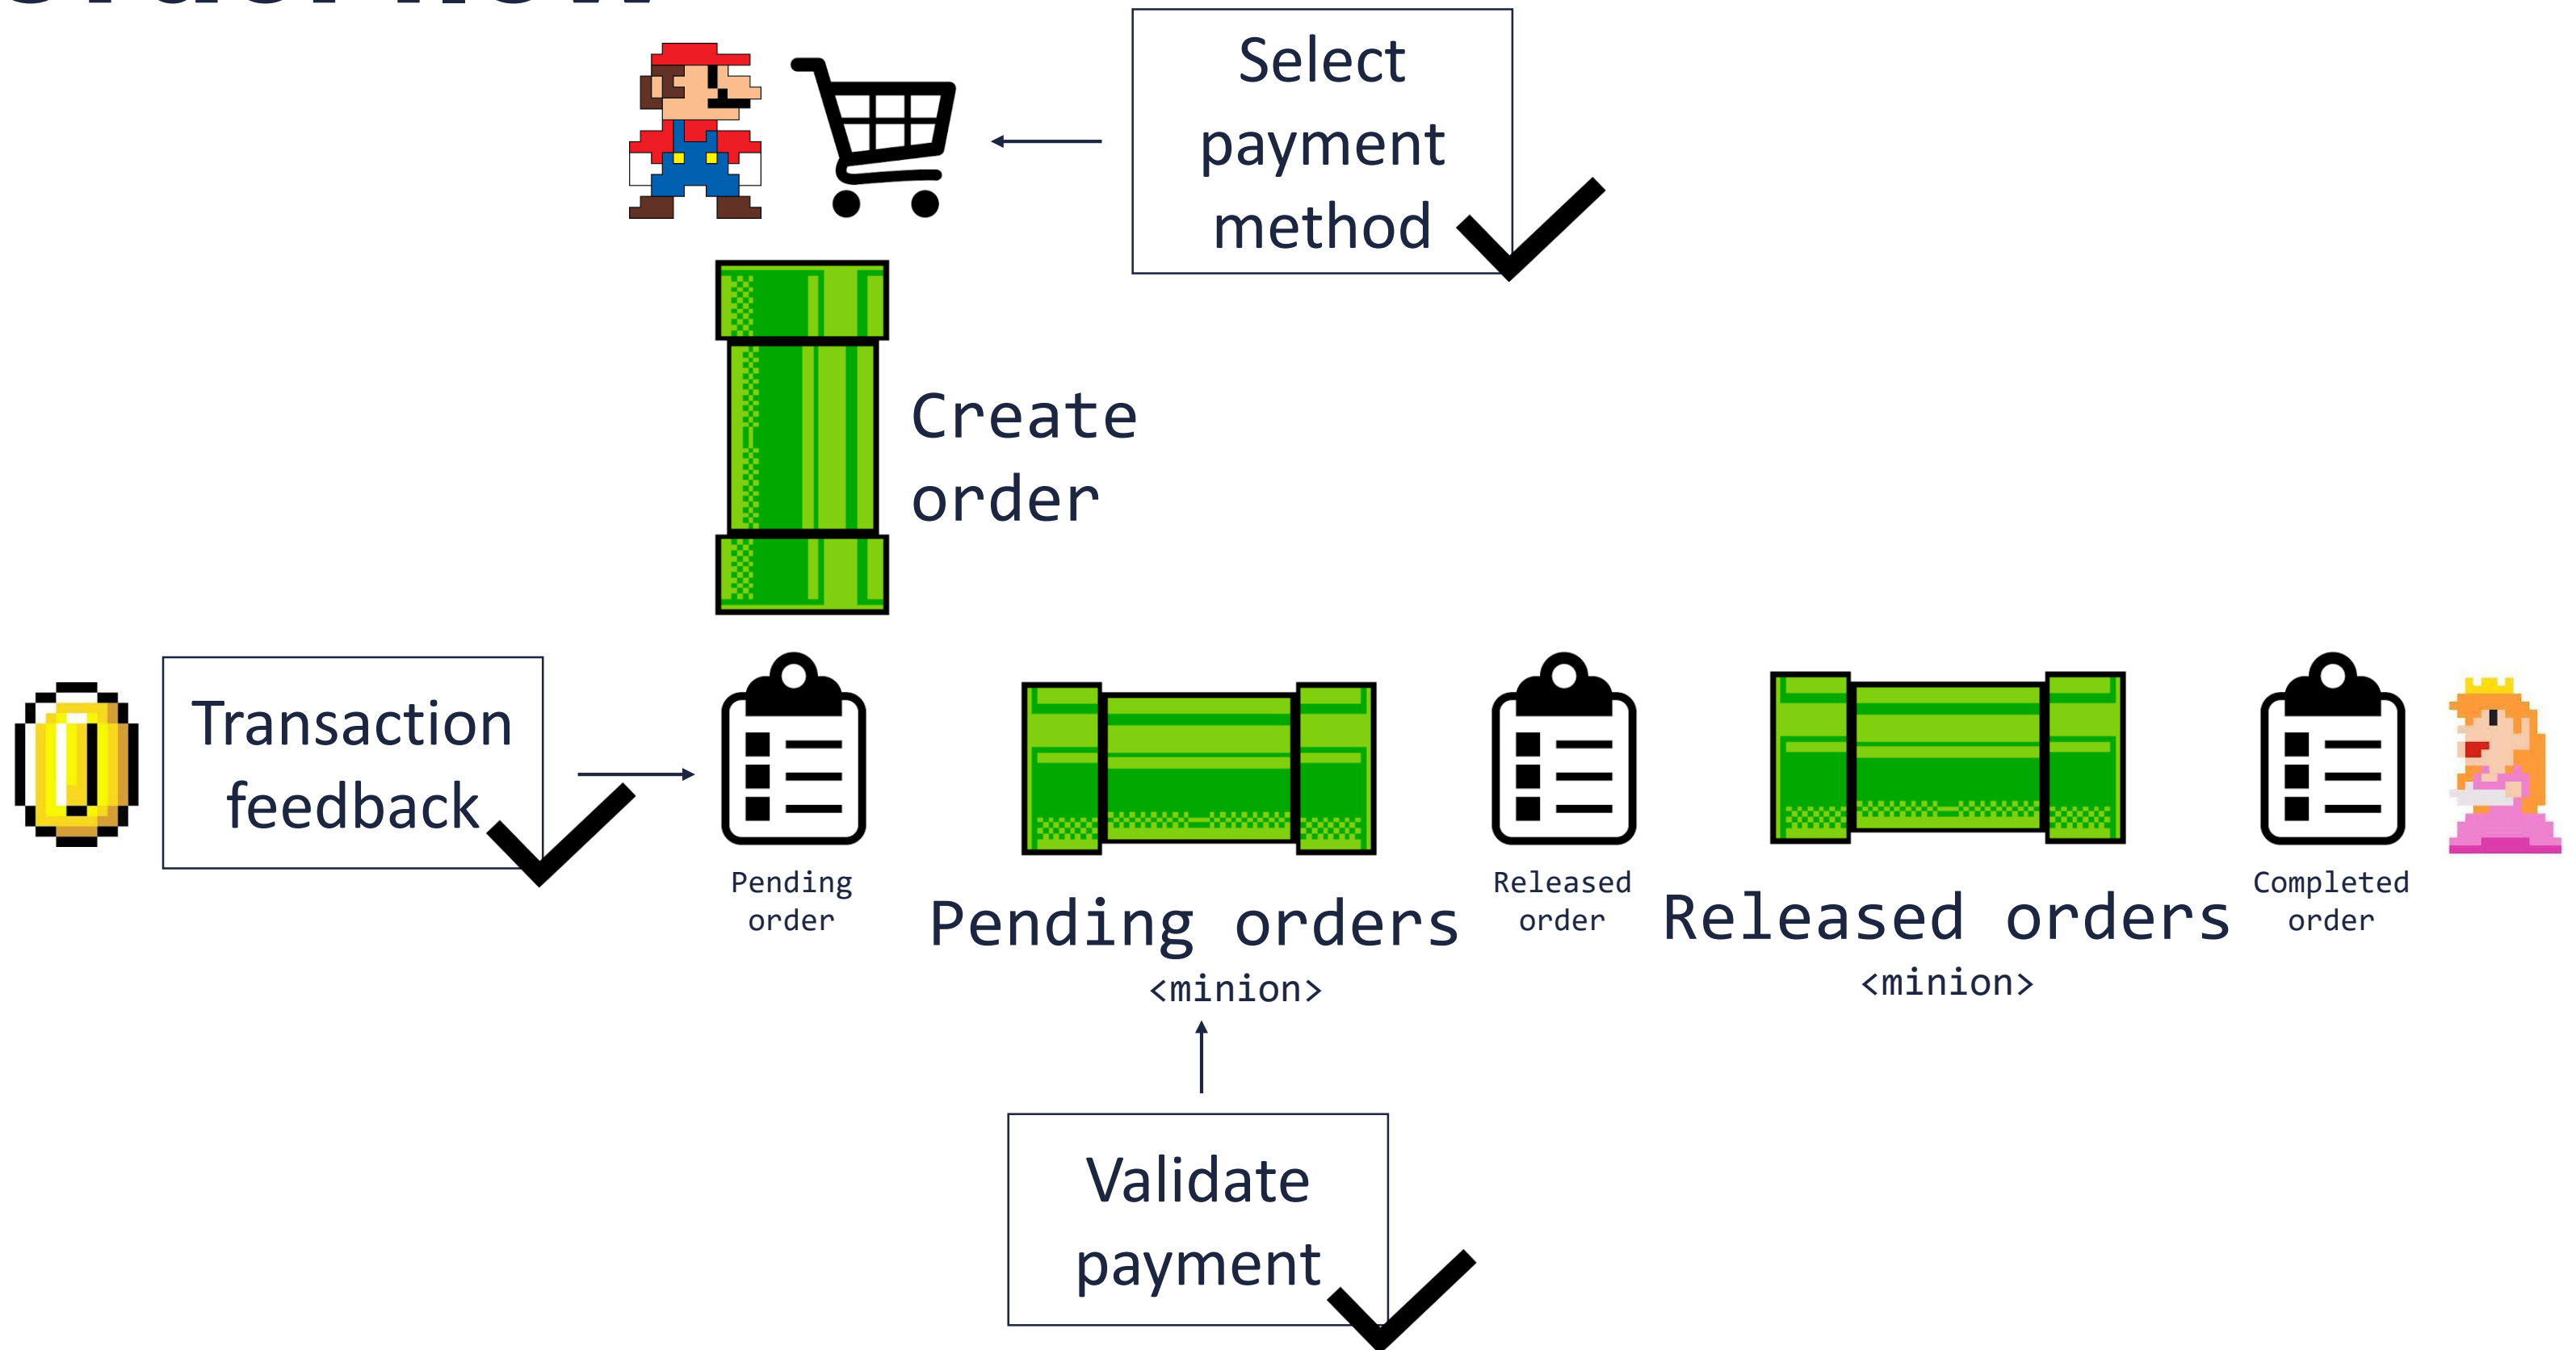 Select
payment
method
Create
order
Transaction
feedback
Pending
order
Pending orders
<minion>
Released
order
Released orders
<minion>
Completed
order
Validate
payment